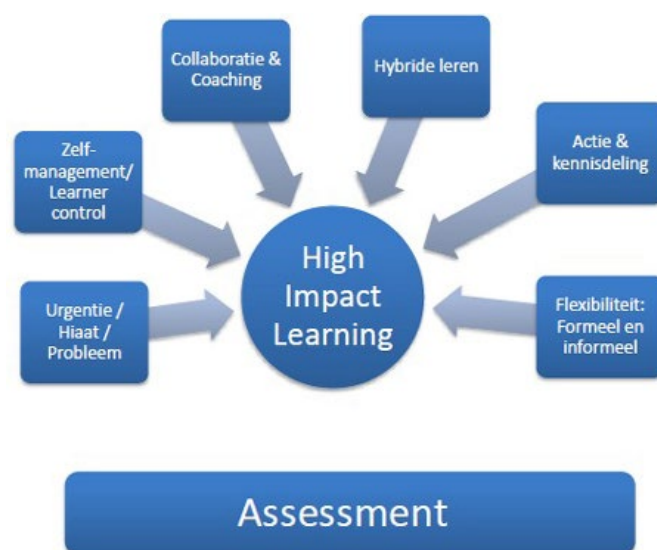 Collaboratie &
Coaching
Hybride leren
Zelf-
management/
Learner
control
Actie &
kennisdeling
High
Impact
Learning
Urgentie /
Hiaat /
Probleem
Flexibiliteit:
Formeel en
informeel
Assessment